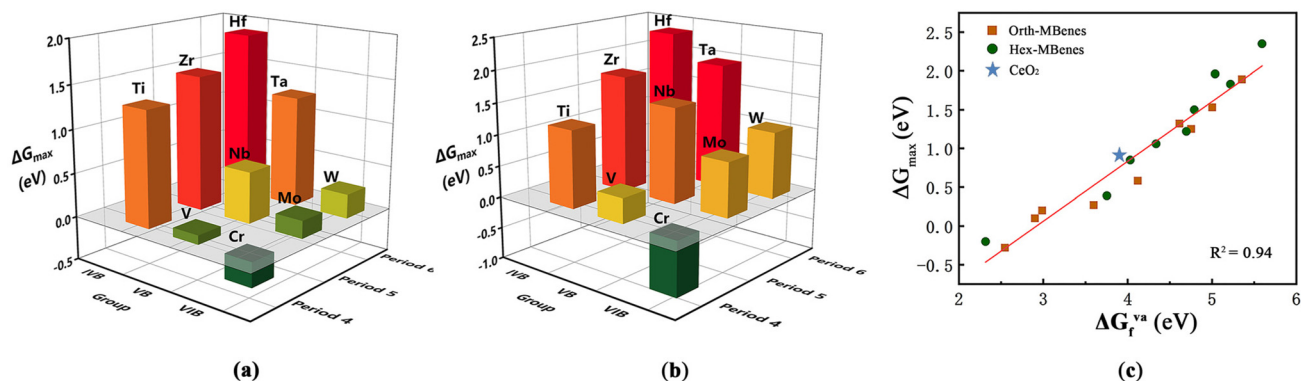 2.0
1.5
1.0
0.5
0.0
-0.5
ΔGmax
(eV)
Ti
Zr
Hf
V
Nb
Ta
Cr
Mo
W
IVB
VB
VIB
Group
Period 4
Period 5
Period 6
(a)
2.5
2.0
1.5
1.0
0.5
0.0
-0.5
-1.0
ΔGmax
(eV)
Ti
Zr
Hf
V
Nb
Ta
Cr
Mo
W
IVB
VB
VIB
Group
Period 4
Period 5
Period 6
(b)
Orth-MBenes
Hex-MBenes
CeO₂
2.5
2.0
1.5
1.0
0.5
0.0
−0.5
ΔGmax (eV)
R² = 0.94
2 3 4 5 6
ΔGf^va (eV)
(c)